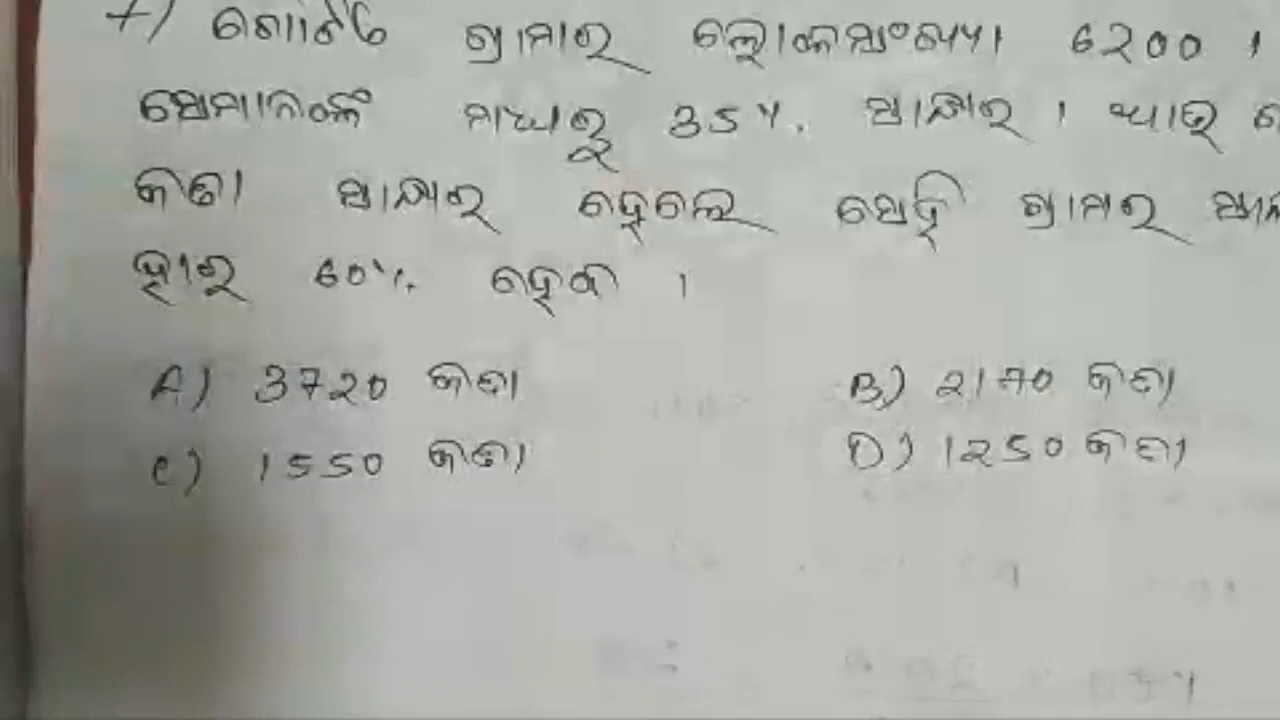 7) ଗୋଟିଏ ଗ୍ରାମର ଲୋକସଂଖ୍ୟା 6200 ।
ସେମାନଙ୍କ ମଧ୍ୟରୁ 35%. ସାକ୍ଷର । ଆଉ
କଣ ସାକ୍ଷର ହେଲେ ସେହି ଗ୍ରାମର
ହାର 60%. ହେବ ।
A) 3720 ଜଣ B) 2170 ଜଣ
C) 1550 ଜଣ D) 1250 ଜଣ